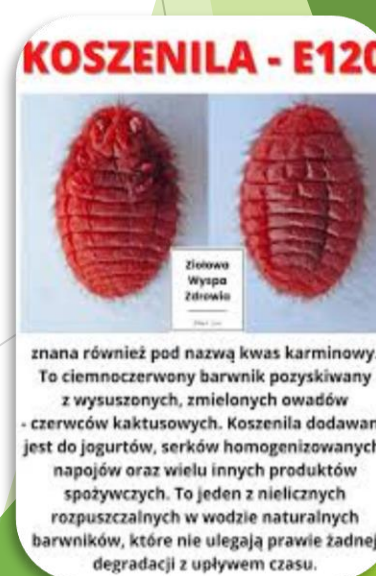 KOSZENILA - E120
Ziołowa
Wyspa
Zdrowia
znana również pod nazwą kwas karminowy.
To ciemnoczerwony barwnik pozyskiwany
z wysuszonych, zmielonych owadów
- czerwców kaktusowych. Koszenila dodawan
jest do jogurtów, serków homogenizowanych
napojów oraz wielu innych produktów
spożywczych. To jeden z nielicznych
rozpuszczalnych w wodzie naturalnych
barwników, które nie ulegają prawie żadnej
degradacji z upływem czasu.